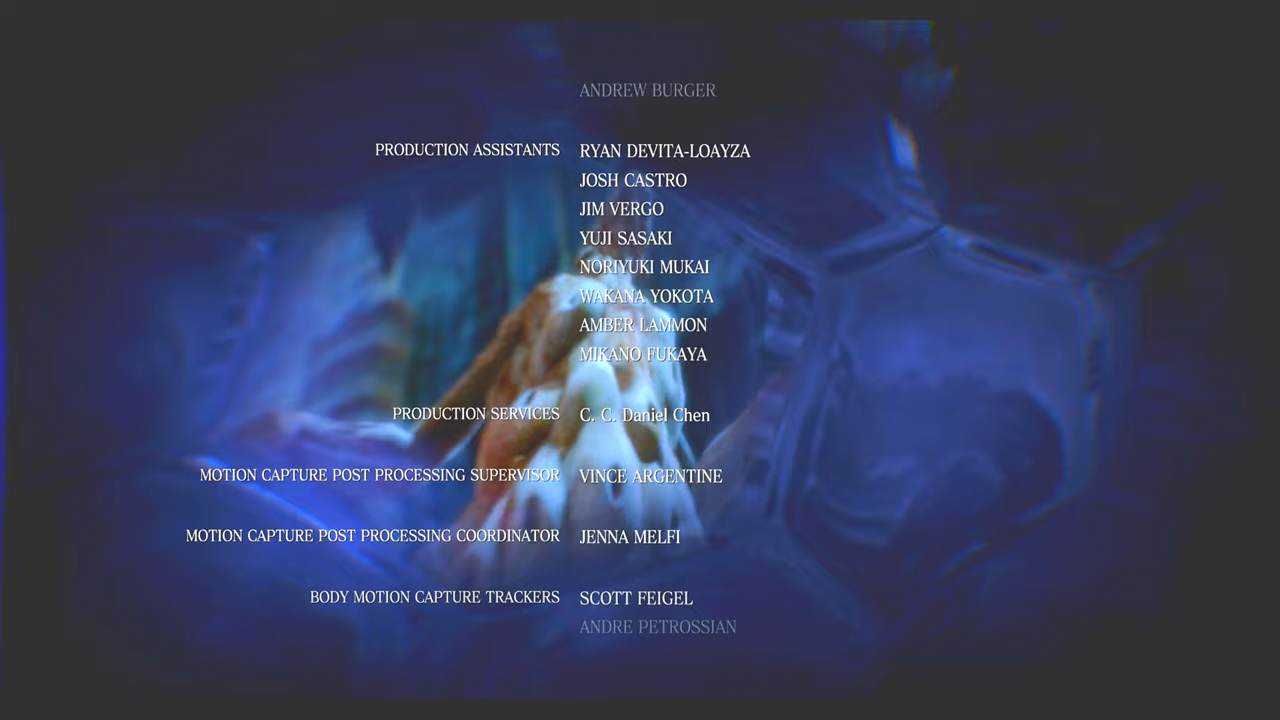 ANDREW BURGER
PRODUCTION ASSISTANTS RYAN DEVITA-LOAYZA
JOSH CASTRO
JIM VERGO
YUJI SASAKI
NORIYUKI MUKAI
WAKANA YOKOTA
AMBER LAMMON
MIKANO FUKAYA
PRODUCTION SERVICES C. C. Daniel Chen
MOTION CAPTURE POST PROCESSING SUPERVISOR VINCE ARGENTINE
MOTION CAPTURE POST PROCESSING COORDINATOR JENNA MELFI
BODY MOTION CAPTURE TRACKERS SCOTT FEIGEL
ANDRE PETROSSIAN